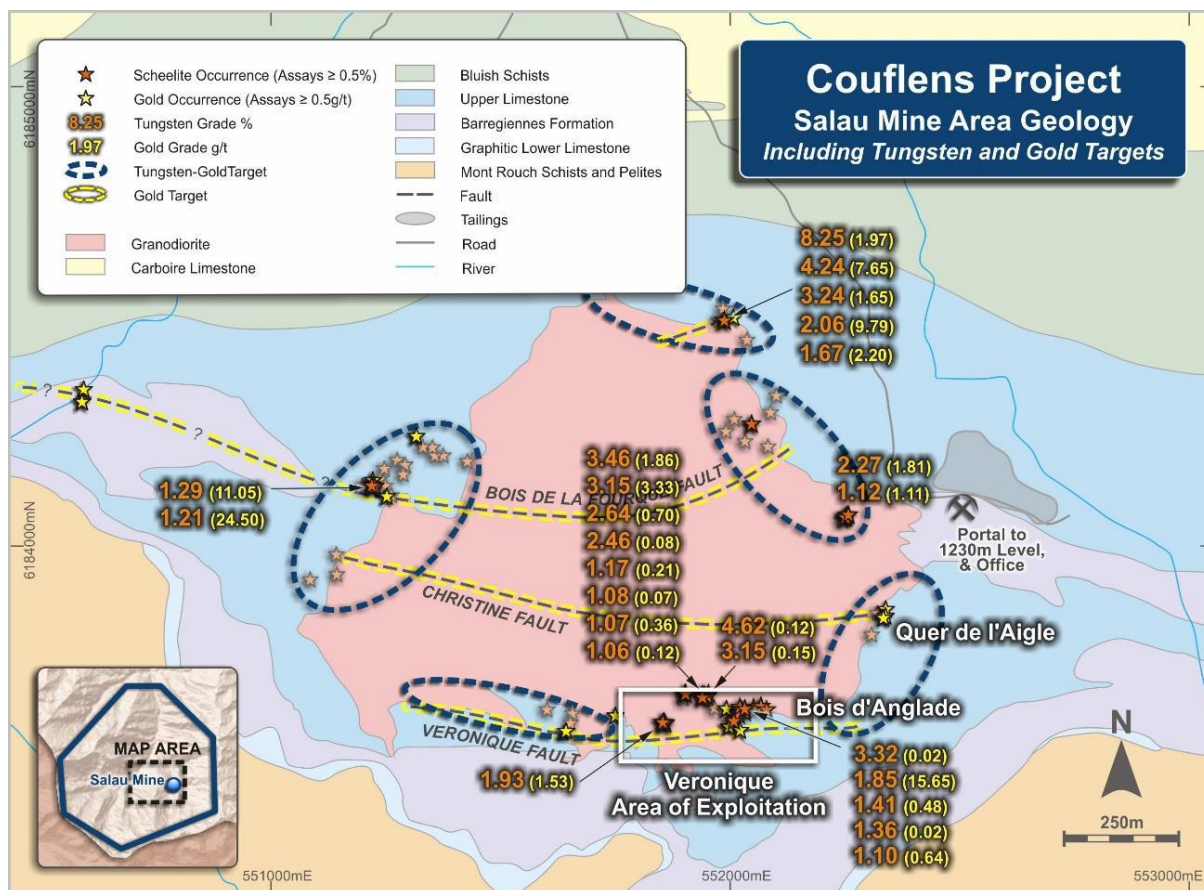 Couflens Project
Salau Mine Area Geology
Including Tungsten and Gold Targets
Scheelite Occurrence (Assays ≥ 0.5%)
Gold Occurrence (Assays ≥ 0.5g/t)
8.25 Tungsten Grade %
1.97 Gold Grade g/t
Tungsten-GoldTarget
Gold Target
Granodiorite
Carboire Limestone
Bluish Schists
Upper Limestone
Barregiennes Formation
Graphitic Lower Limestone
Mont Rouch Schists and Pelites
Fault
Tailings
Road
River
6185000mN
8.25 (1.97)
4.24 (7.65)
3.24 (1.65)
2.06 (9.79)
1.67 (2.20)
?
?
?
1.29 (11.05)
1.21 (24.50)
BOIS DE LA FOURQUE FAULT
3.46 (1.86)
3.15 (3.33)
2.64 (0.70)
2.46 (0.08)
1.17 (0.21)
1.08 (0.07)
1.07 (0.36)
1.06 (0.12)
2.27 (1.81)
1.12 (1.11)
6184000mN
Portal to
1230m Level,
& Office
CHRISTINE FAULT
4.62 (0.12)
3.15 (0.15)
Quer de l'Aigle
Bois d'Anglade
VERONIQUE FAULT
1.93 (1.53)
Veronique
Area of Exploitation
3.32 (0.02)
1.85 (15.65)
1.41 (0.48)
1.36 (0.02)
1.10 (0.64)
MAP AREA
Salau Mine
N
250m
551000mE
552000mE
553000mE